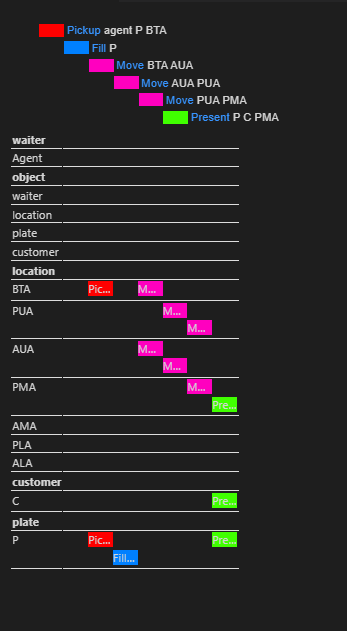 Pickup agent P BTA
Fill P
Move BTA AUA
Move AUA PUA
Move PUA PMA
Present P C PMA
waiter
Agent
object
waiter
location
plate
customer
location
BTA Pic... M...
PUA M...
M...
AUA M...
M...
PMA M...
Pre...
AMA
PLA
ALA
customer
C Pre...
plate
P Pic... Pre...
Fill...